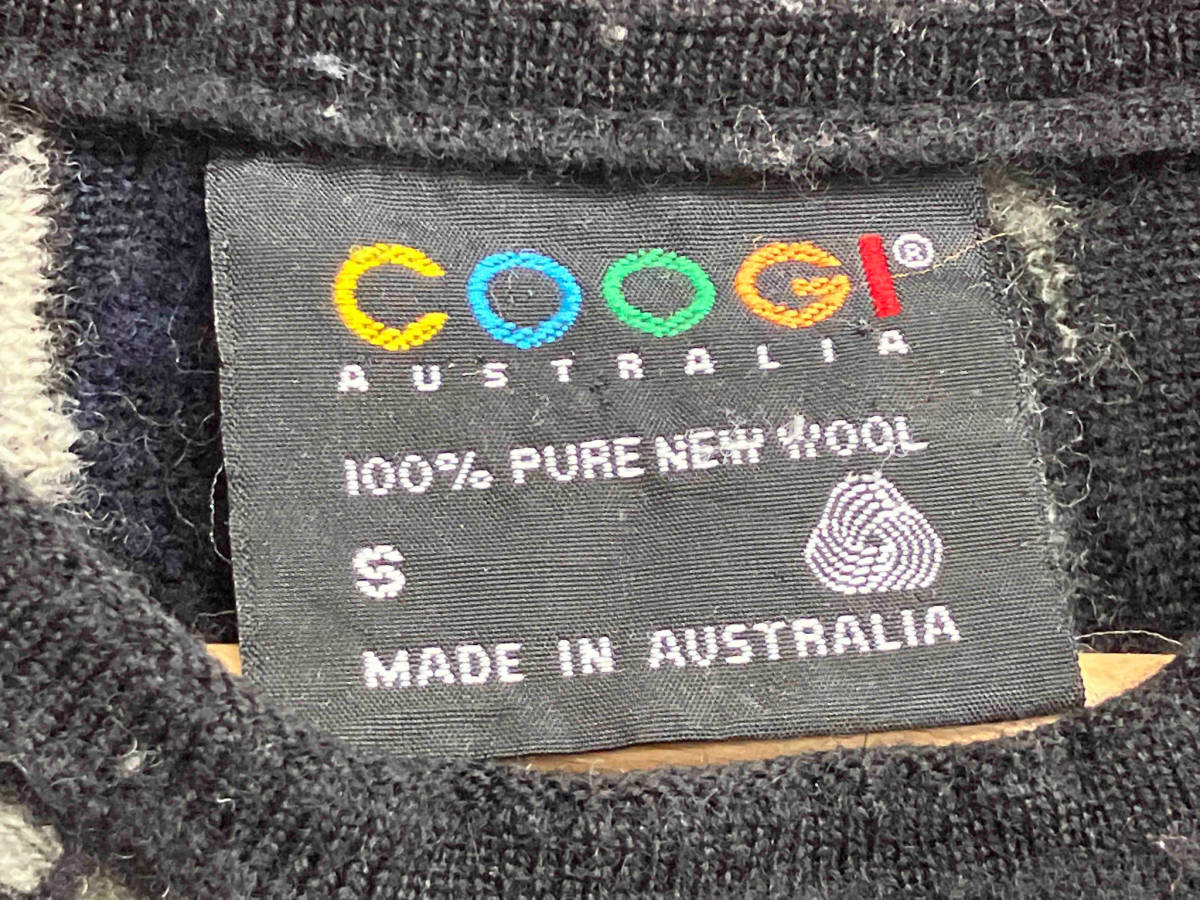 COOGI®
AUSTRALIA
100% PURE NEW WOOL
S
MADE IN AUSTRALIA